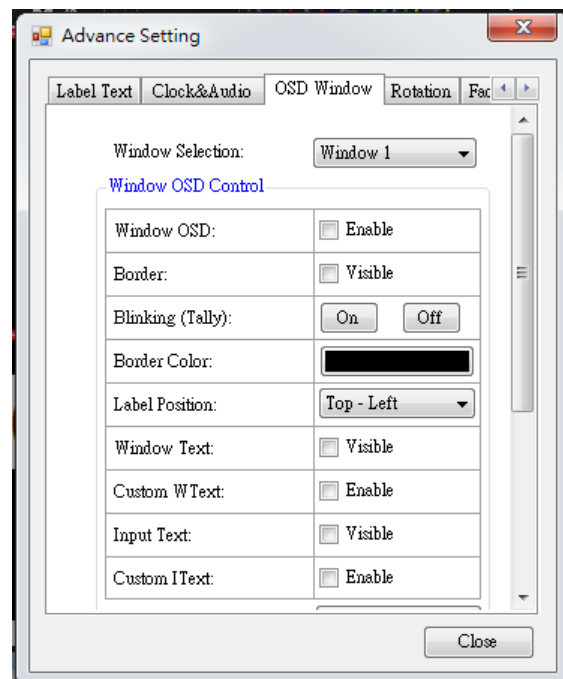 Advance Setting
Label Text Clock&Audio OSD Window Rotation Fac
Window Selection: Window 1
Window OSD Control
Window OSD: Enable
Border: Visible
Blinking (Tally): On Off
Border Color:
Label Position: Top - Left
Window Text: Visible
Custom WText: Enable
Input Text: Visible
Custom IText: Enable
Close